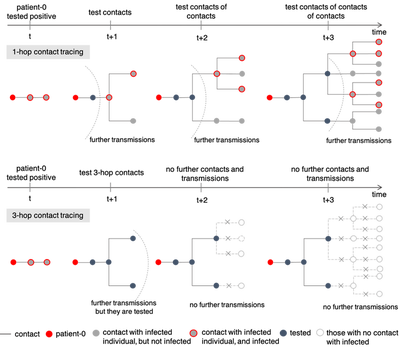 patient-0
tested positive
test contacts
test contacts of
contacts
test contacts of contacts
of contacts
t
t+1
t+2
t+3
time
1-hop contact tracing
further transmissions
further transmissions
further transmissions
patient-0
tested positive
test 3-hop contacts
no further contacts and
transmissions
no further contacts and
transmissions
t
t+1
t+2
t+3
time
3-hop contact tracing
further transmissions
but they are tested
no further transmissions
no further transmissions
contact
patient-0
contact with infected
individual, but not infected
contact with infected
individual, and infected
tested
those with no contact
with infected